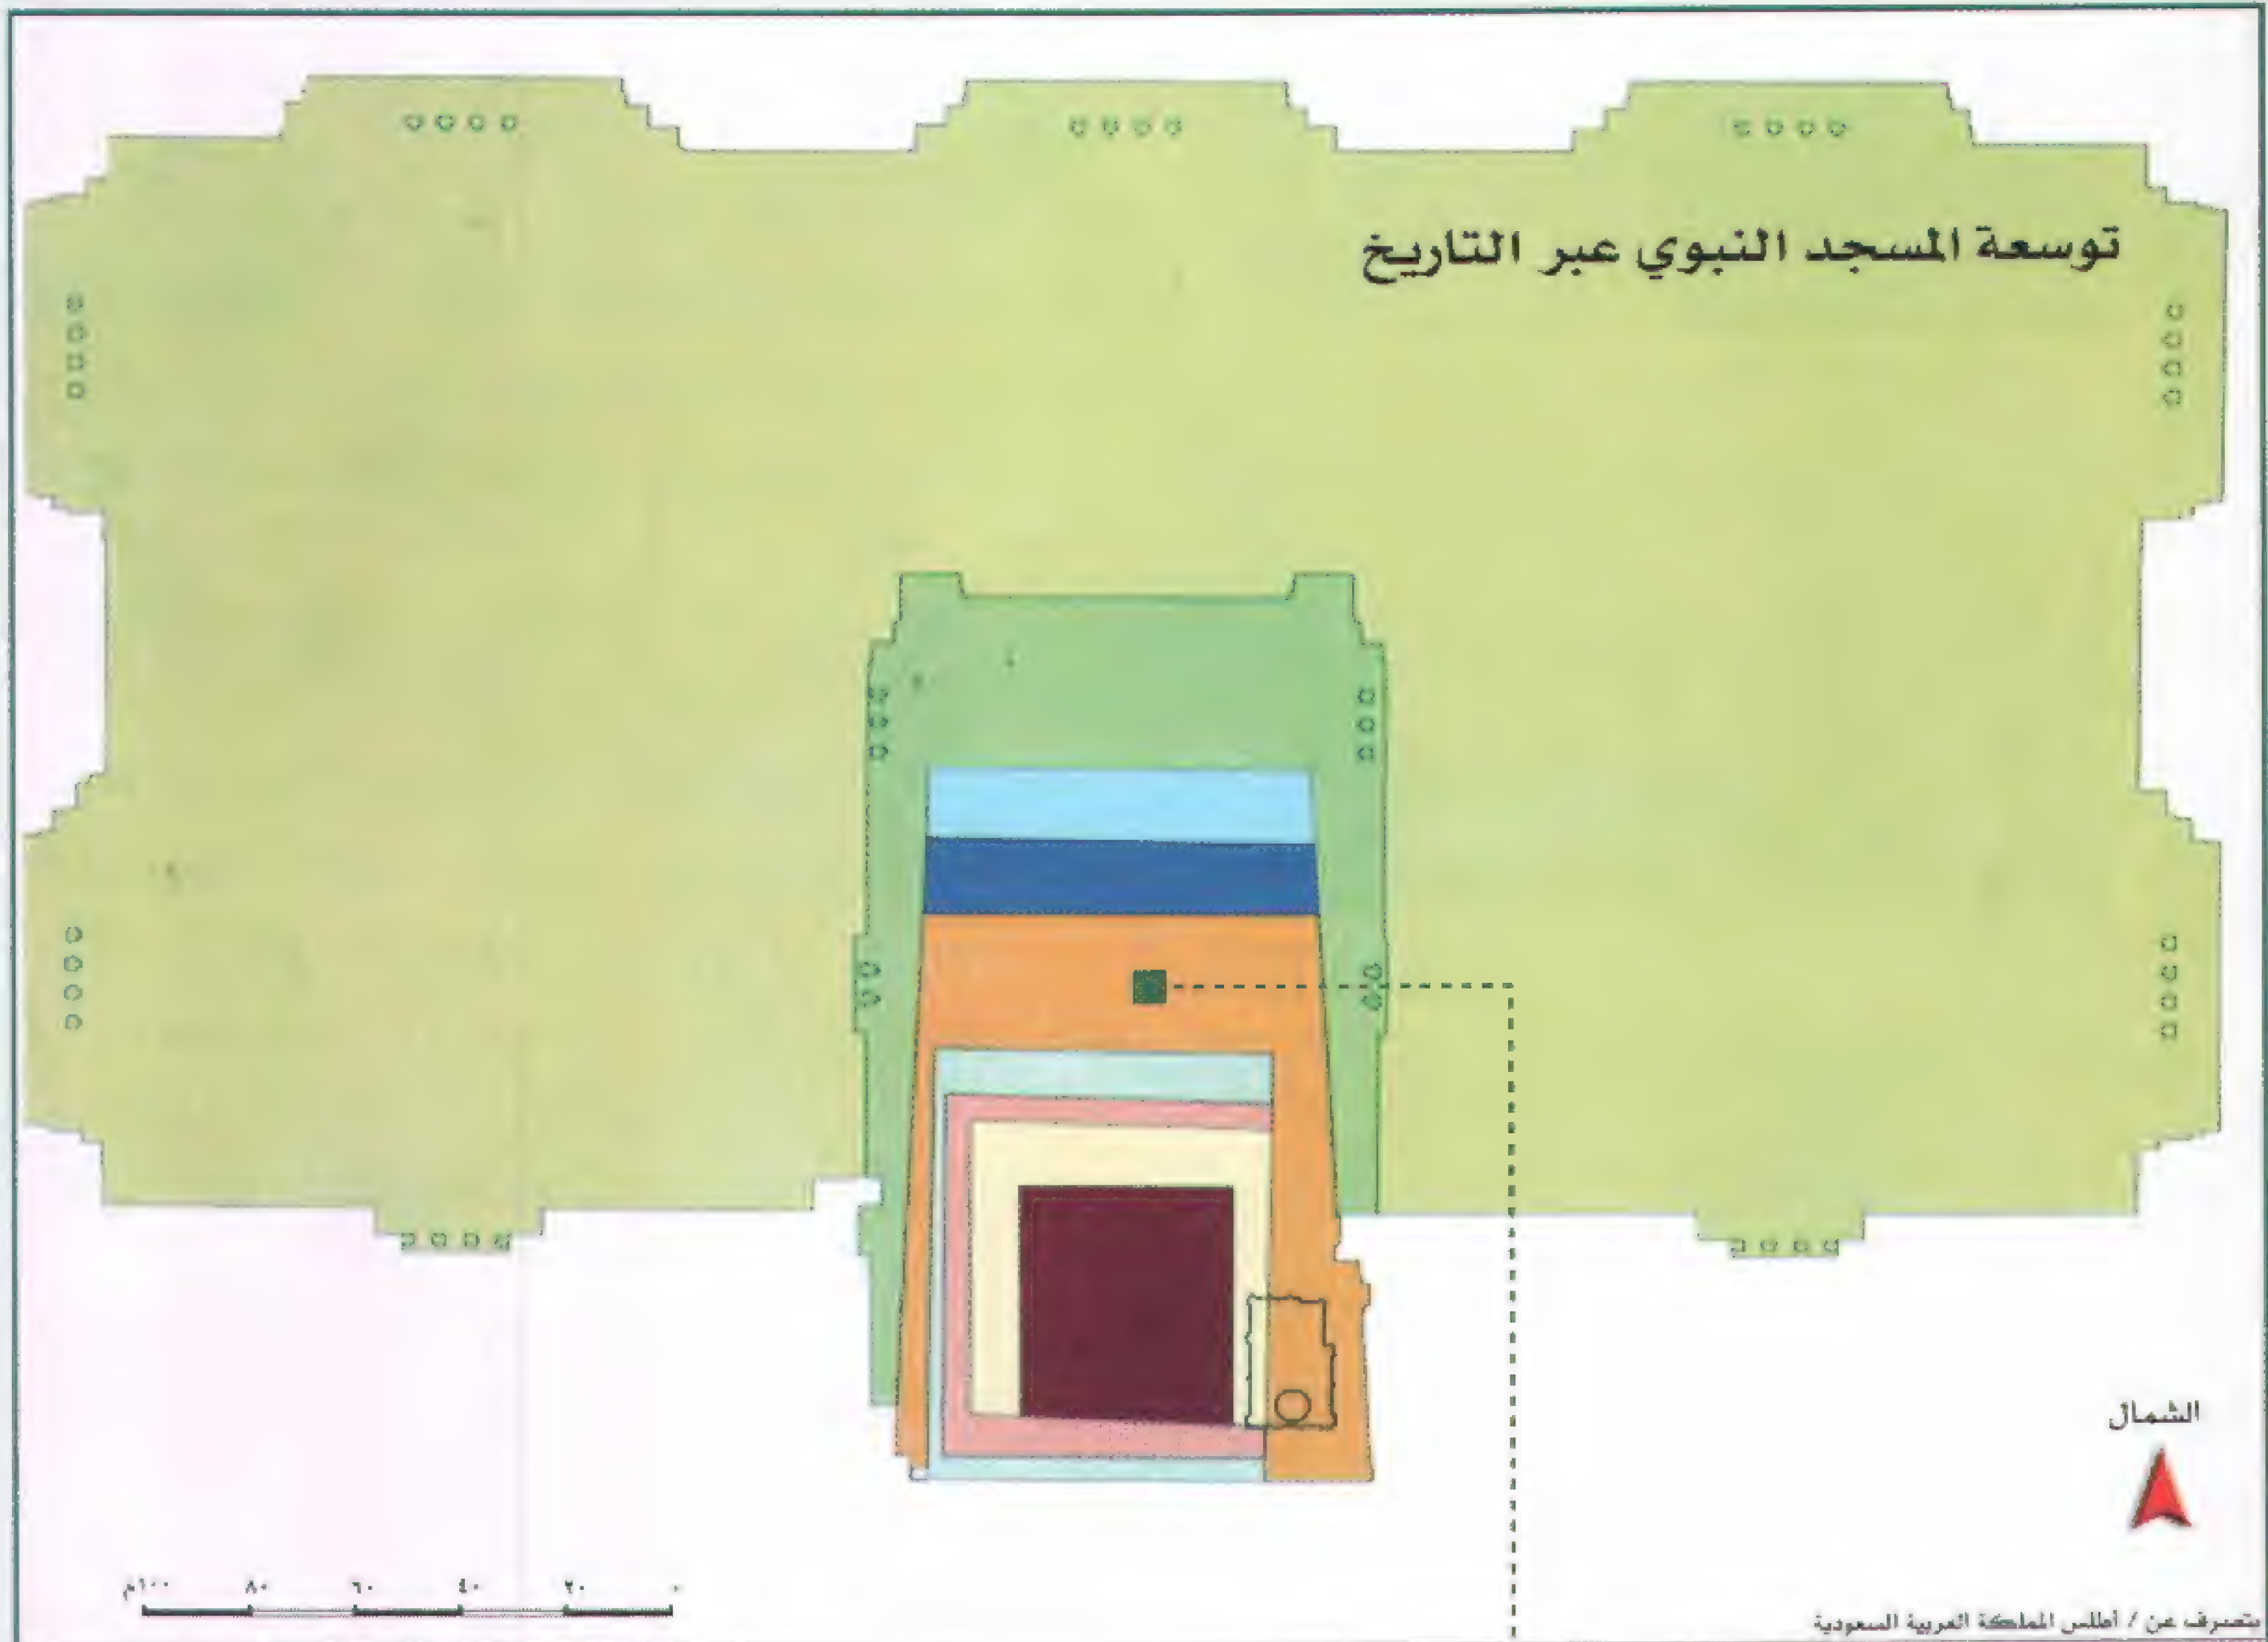 توسعة المسجد النبوي عبر التاريخ
الشمال
٠ ٢٠ ٤٠ ٦٠ ٨٠ ١٠٠م
بتصرف عن / أطلس المملكة العربية السعودية